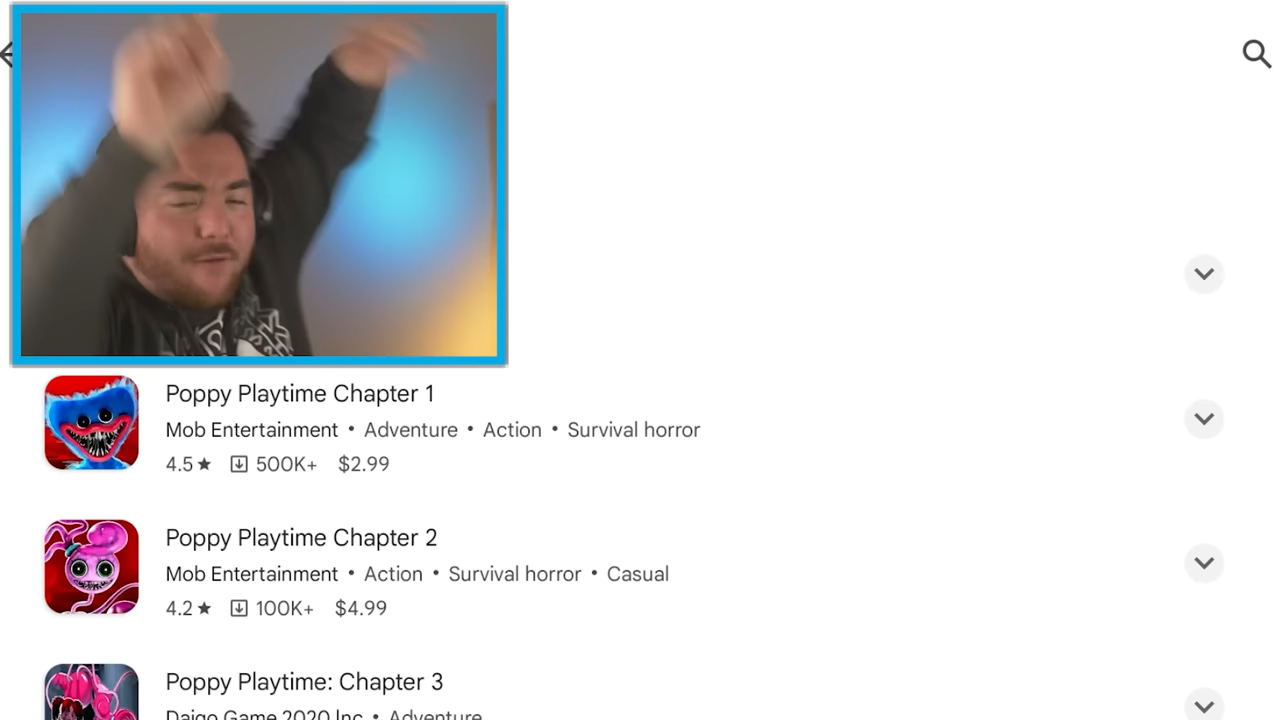 Poppy Playtime Chapter 1
Mob Entertainment • Adventure • Action • Survival horror
4.5★ 500K+ $2.99
Poppy Playtime Chapter 2
Mob Entertainment • Action • Survival horror • Casual
4.2★ 100K+ $4.99
Poppy Playtime: Chapter 3
Daigo Game 2020 Inc • Adventure